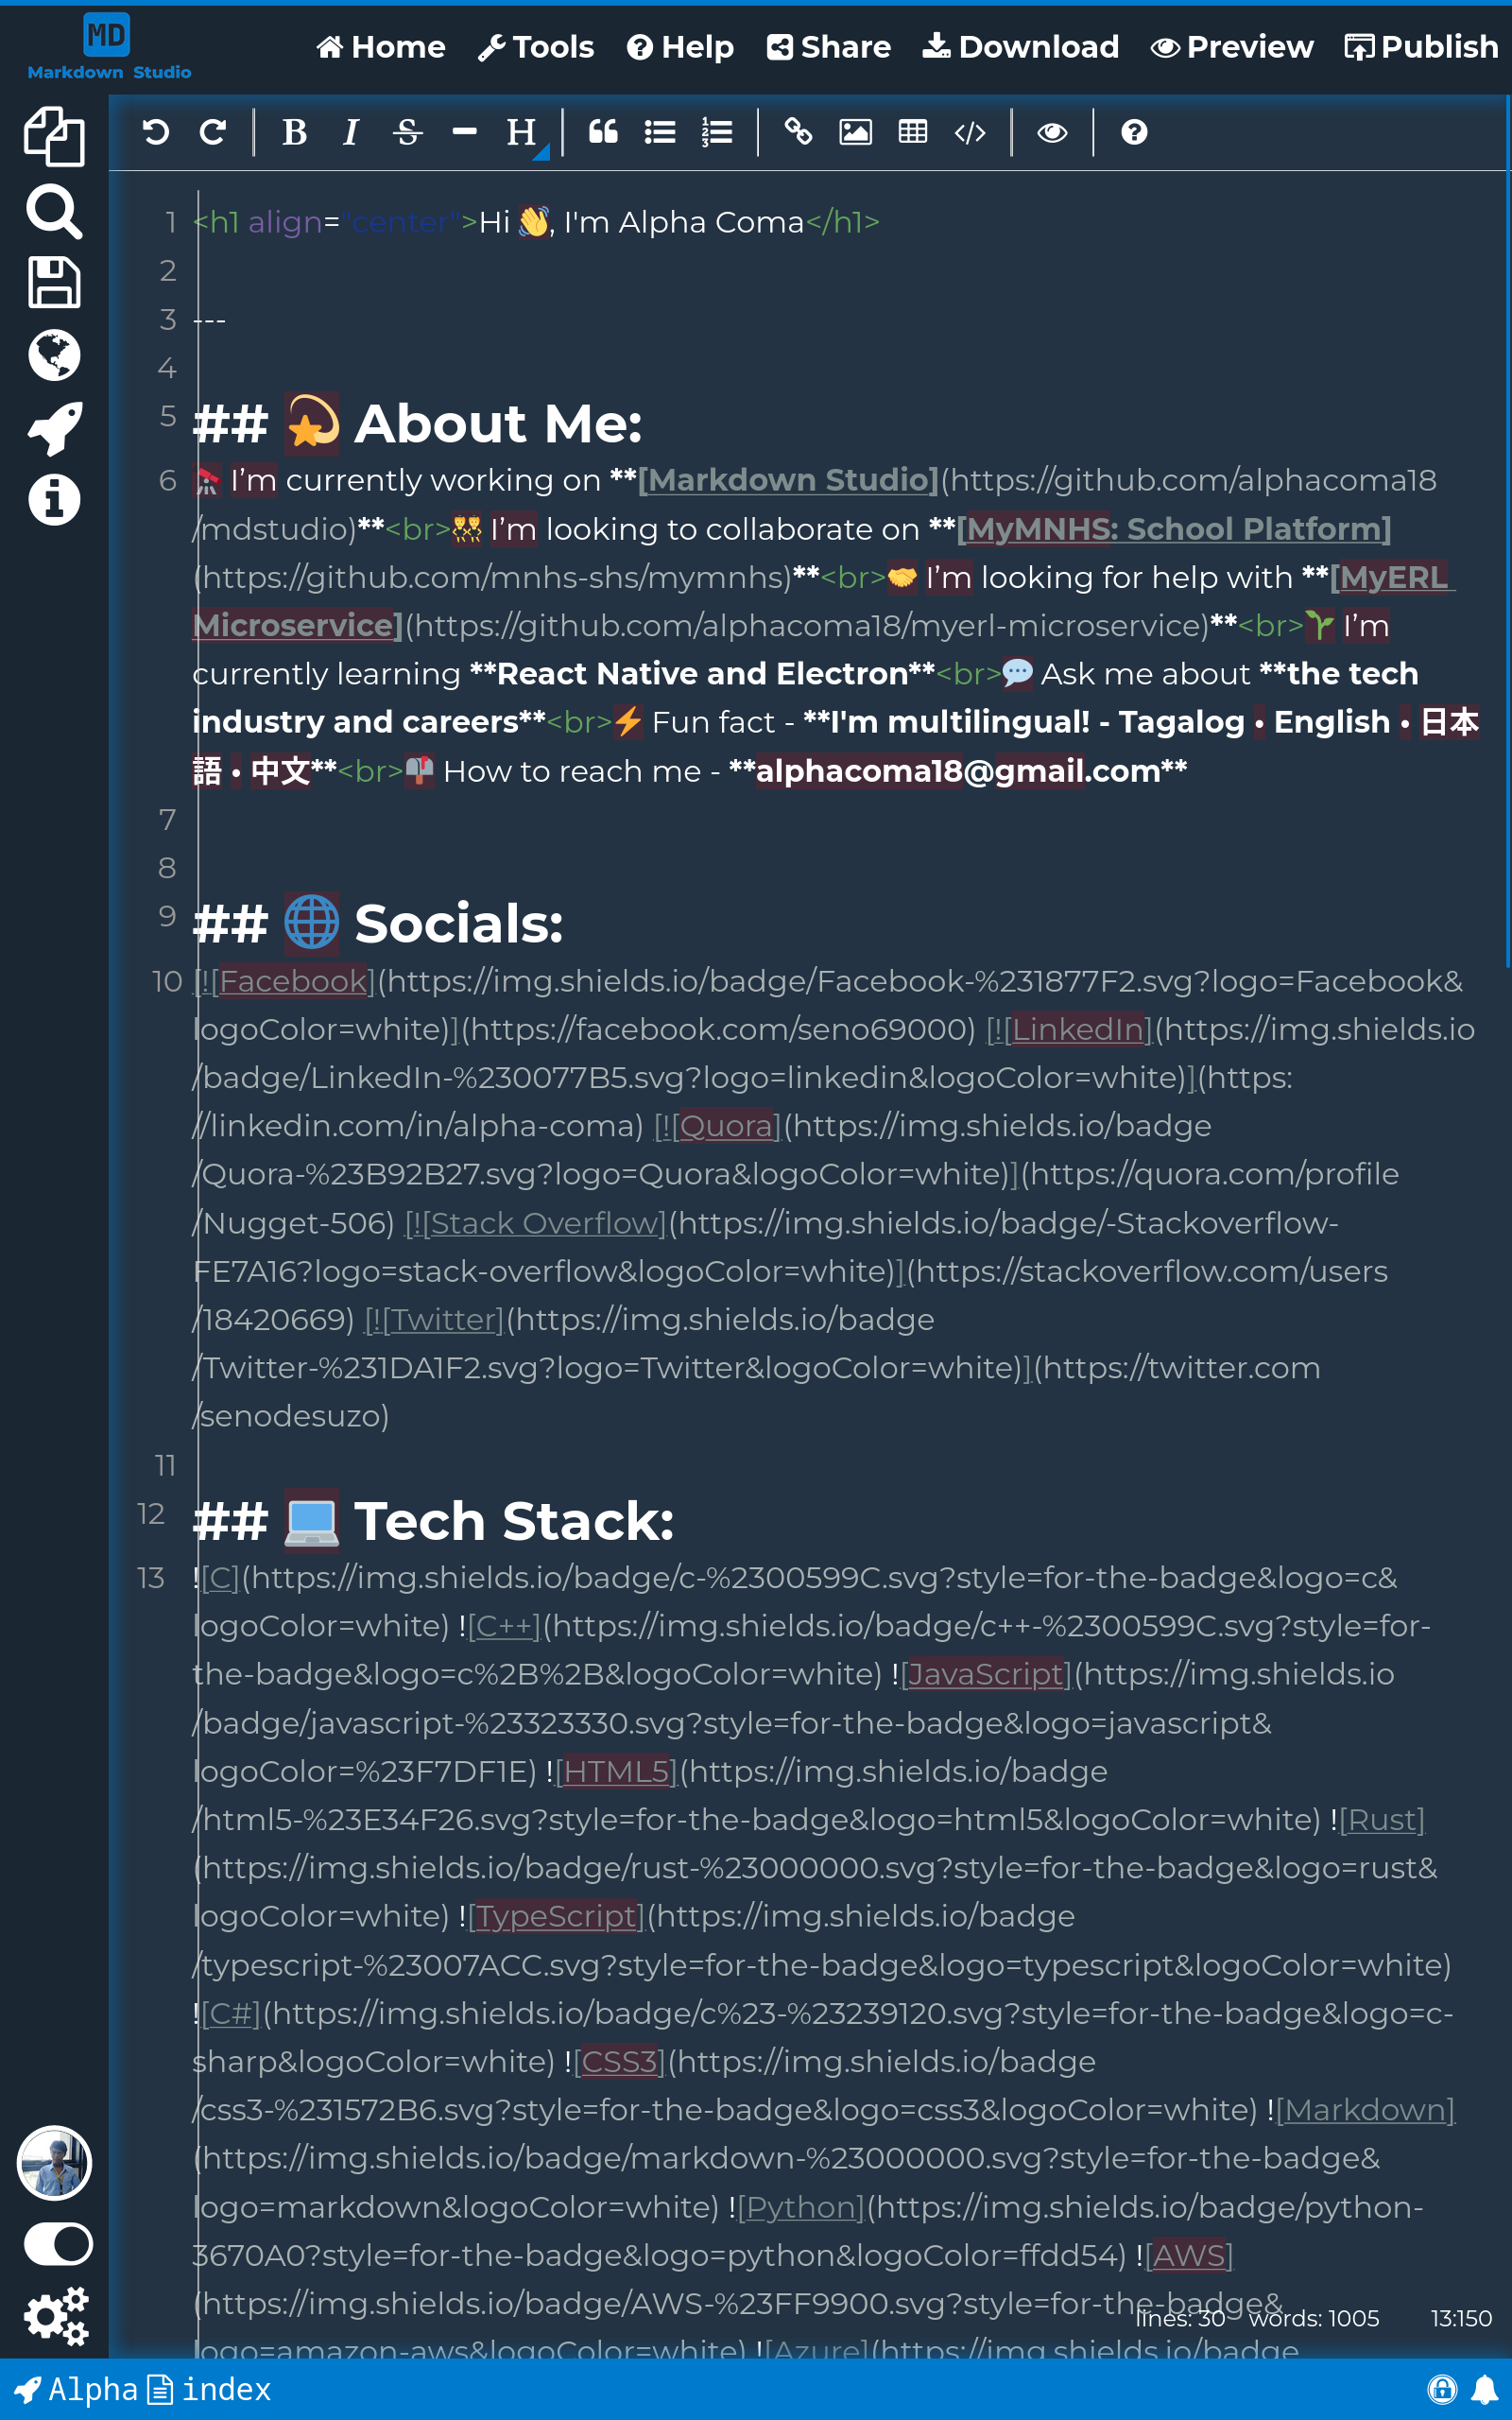 MD
Markdown Studio
Home Tools Help Share Download Preview Publish
B I S H
1 <h1 align="center">Hi 👋, I'm Alpha Coma</h1>
2
3 ---
4
5 ## 💫 About Me:
6 🔭 I’m currently working on **[Markdown Studio](https://github.com/alphacoma18
/mdstudio)**<br>👯 I’m looking to collaborate on **[MyMNHS: School Platform]
(https://github.com/mnhs-shs/mymnhs)**<br>🤝 I’m looking for help with **[MyERL
Microservice](https://github.com/alphacoma18/myerl-microservice)**<br>🌱 I’m
currently learning **React Native and Electron**<br>💬 Ask me about **the tech
industry and careers**<br>⚡ Fun fact - **I'm multilingual! - Tagalog • English • 日本
語 • 中文**<br>📫 How to reach me - **alphacoma18@gmail.com**
7
8
9 ## 🌐 Socials:
10 [![Facebook](https://img.shields.io/badge/Facebook-%231877F2.svg?logo=Facebook&
logoColor=white)](https://facebook.com/seno69000) [![LinkedIn](https://img.shields.io
/badge/LinkedIn-%230077B5.svg?logo=linkedin&logoColor=white)](https:
//linkedin.com/in/alpha-coma) [![Quora](https://img.shields.io/badge
/Quora-%23B92B27.svg?logo=Quora&logoColor=white)](https://quora.com/profile
/Nugget-506) [![Stack Overflow](https://img.shields.io/badge/-Stackoverflow-
FE7A16?logo=stack-overflow&logoColor=white)](https://stackoverflow.com/users
/18420669) [![Twitter](https://img.shields.io/badge
/Twitter-%231DA1F2.svg?logo=Twitter&logoColor=white)](https://twitter.com
/senodesuzo)
11
12 ## 💻 Tech Stack:
13 ![C](https://img.shields.io/badge/c-%2300599C.svg?style=for-the-badge&logo=c&
logoColor=white) ![C++](https://img.shields.io/badge/c++-%2300599C.svg?style=for-
the-badge&logo=c%2B%2B&logoColor=white) ![JavaScript](https://img.shields.io
/badge/javascript-%23323330.svg?style=for-the-badge&logo=javascript&
logoColor=%23F7DF1E) ![HTML5](https://img.shields.io/badge
/html5-%23E34F26.svg?style=for-the-badge&logo=html5&logoColor=white) ![Rust]
(https://img.shields.io/badge/rust-%23000000.svg?style=for-the-badge&logo=rust&
logoColor=white) ![TypeScript](https://img.shields.io/badge
/typescript-%23007ACC.svg?style=for-the-badge&logo=typescript&logoColor=white)
![C#](https://img.shields.io/badge/c%23-%23239120.svg?style=for-the-badge&logo=c-
sharp&logoColor=white) ![CSS3](https://img.shields.io/badge
/css3-%231572B6.svg?style=for-the-badge&logo=css3&logoColor=white) ![Markdown]
(https://img.shields.io/badge/markdown-%23000000.svg?style=for-the-badge&
logo=markdown&logoColor=white) ![Python](https://img.shields.io/badge/python-
3670A0?style=for-the-badge&logo=python&logoColor=ffdd54) ![AWS]
(https://img.shields.io/badge/AWS-%23FF9900.svg?style=for-the-badge&
lines: 30 words: 1005 13:150
logo=amazon-aws&logoColor=white) ![Azure](https://img.shields.io/badge
Alpha index